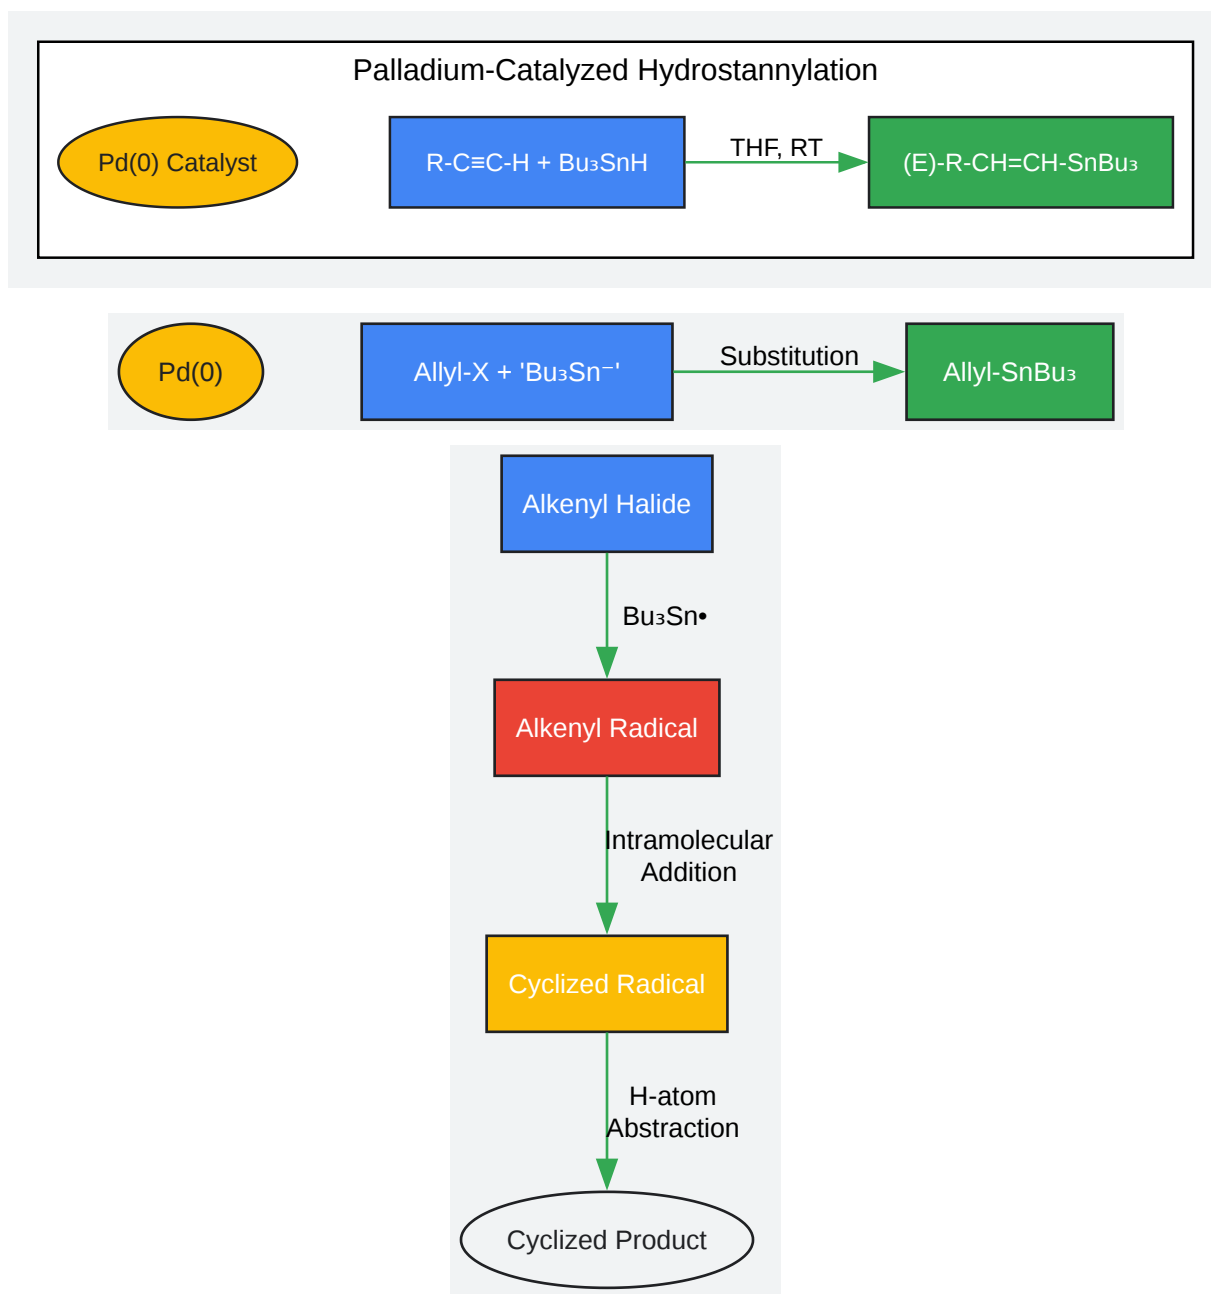 Palladium-Catalyzed Hydrostannylation
Pd(0) Catalyst
R-C≡C-H + Bu₃SnH
THF, RT
(E)-R-CH=CH-SnBu₃
Pd(0)
Allyl-X + 'Bu₃Sn⁻'
Substitution
Allyl-SnBu₃
Alkenyl Halide
Bu₃Sn•
Alkenyl Radical
Intramolecular
Addition
Cyclized Radical
H-atom
Abstraction
Cyclized Product